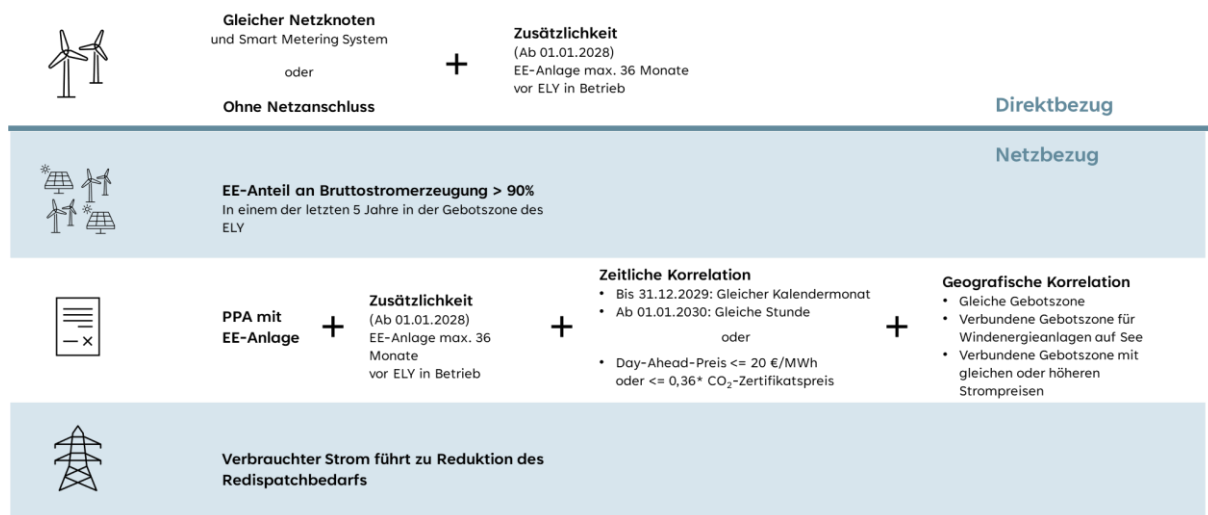 Gleicher Netzknoten
und Smart Metering System
oder
Ohne Netzanschluss
+
Zusätzlichkeit
(Ab 01.01.2028)
EE-Anlage max. 36 Monate
vor ELY in Betrieb
Direktbezug
Netzbezug
EE-Anteil an Bruttostromerzeugung > 90%
In einem der letzten 5 Jahre in der Gebotszone des
ELY
PPA mit
EE-Anlage
+
Zusätzlichkeit
(Ab 01.01.2028)
EE-Anlage max. 36
Monate
vor ELY in Betrieb
+
Zeitliche Korrelation
• Bis 31.12.2029: Gleicher Kalendermonat
• Ab 01.01.2030: Gleiche Stunde
oder
• Day-Ahead-Preis <= 20 €/MWh
oder <= 0,36* CO₂-Zertifikatspreis
+
Geografische Korrelation
• Gleiche Gebotszone
• Verbundene Gebotszone für
Windenergieanlagen auf See
• Verbundene Gebotszone mit
gleichen oder höheren
Strompreisen
Verbrauchter Strom führt zu Reduktion des
Redispatchbedarfs